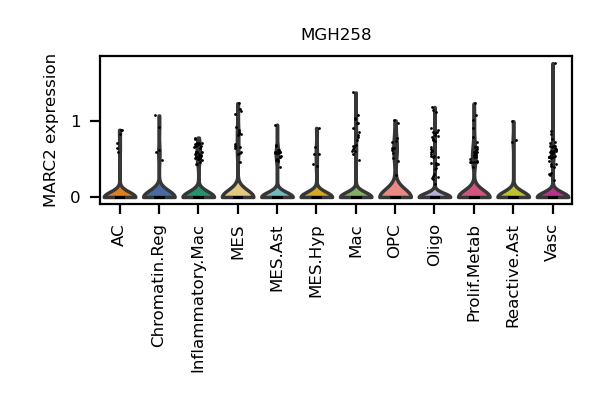 MGH258
MARC2 expression
1
0
AC
Chromatin.Reg
Inflammatory.Mac
MES
MES.Ast
MES.Hyp
Mac
OPC
Oligo
Prolif.Metab
Reactive.Ast
Vasc